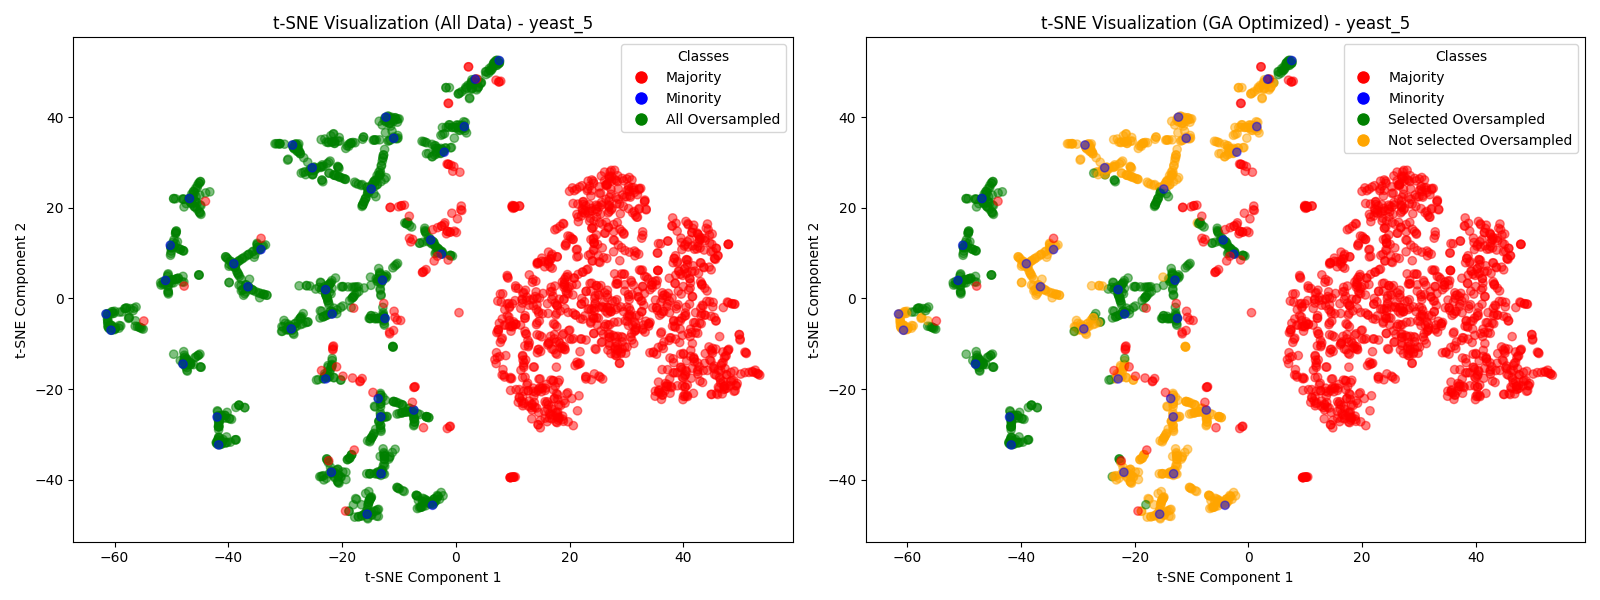 t-SNE Visualization (All Data) - yeast_5
t-SNE Component 2
40
20
0
−20
−40
−60
−40
−20
0
20
40
t-SNE Component 1
Classes
Majority
Minority
All Oversampled
t-SNE Visualization (GA Optimized) - yeast_5
t-SNE Component 2
40
20
0
−20
−40
−60
−40
−20
0
20
40
t-SNE Component 1
Classes
Majority
Minority
Selected Oversampled
Not selected Oversampled